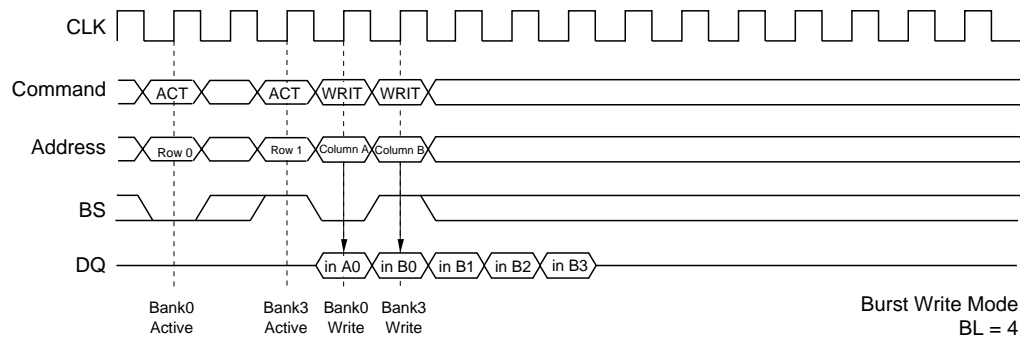 CLK
Command ACT ACT WRIT WRIT
Address Row 0 Row 1 Column A Column B
BS
DQ in A0 in B0 in B1 in B2 in B3
Bank0 Bank3 Bank0 Bank3
Active Active Write Write
Burst Write Mode
BL = 4